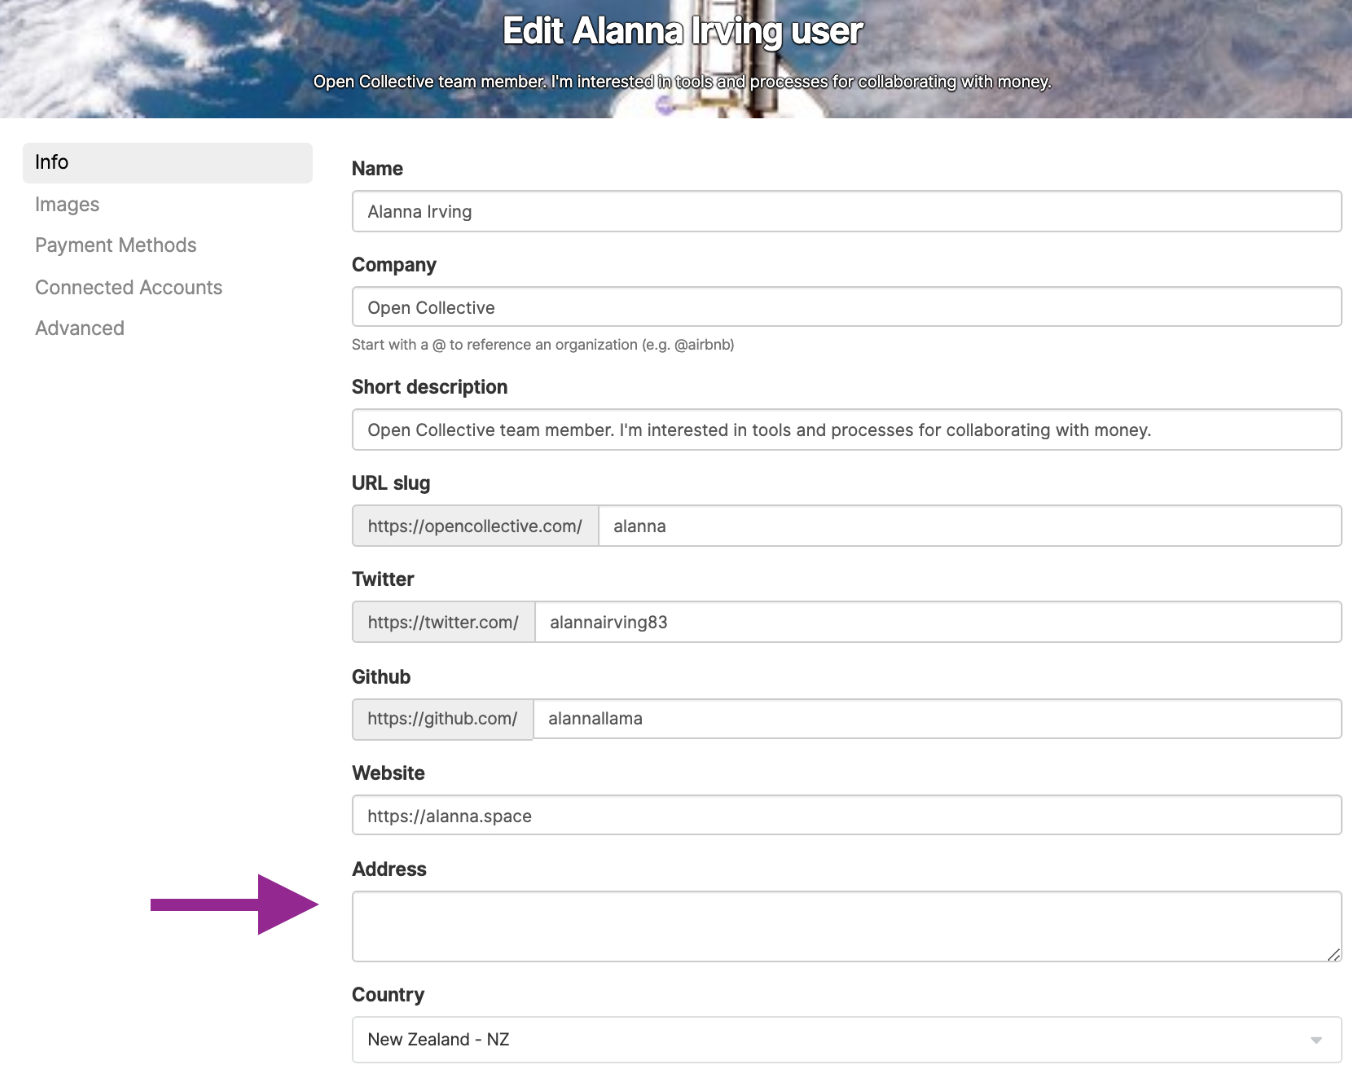 Edit Alanna Irving user
Open Collective team member. I'm interested in tools and processes for collaborating with money.
Info
Images
Payment Methods
Connected Accounts
Advanced
Name
Alanna Irving
Company
Open Collective
Start with a @ to reference an organization (e.g. @airbnb)
Short description
Open Collective team member. I'm interested in tools and processes for collaborating with money.
URL slug
https://opencollective.com/ alanna
Twitter
https://twitter.com/ alannairving83
Github
https://github.com/ alannallama
Website
https://alanna.space
Address
Country
New Zealand - NZ